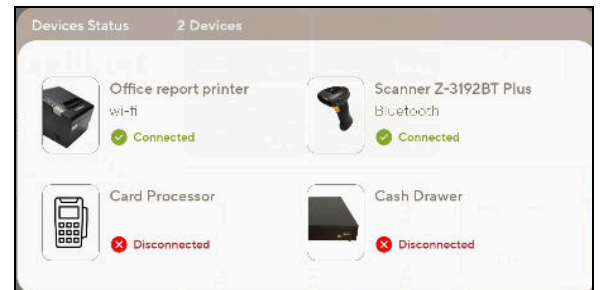 Devices Status 2 Devices
Office report printer
wi-fi
Connected
Scanner Z-3192BT Plus
Bluetooth
Connected
Card Processor
Disconnected
Cash Drawer
Disconnected